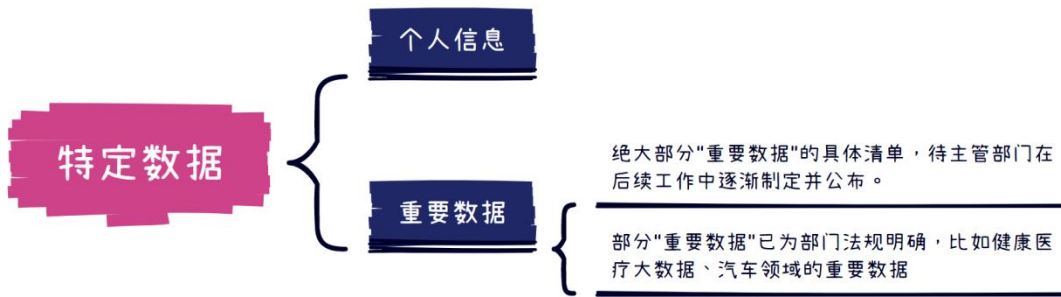 个人信息
特定数据
绝大部分"重要数据"的具体清单，待主管部门在
后续工作中逐渐制定并公布。
重要数据
部分"重要数据"已为部门法规明确，比如健康医
疗大数据、汽车领域的重要数据